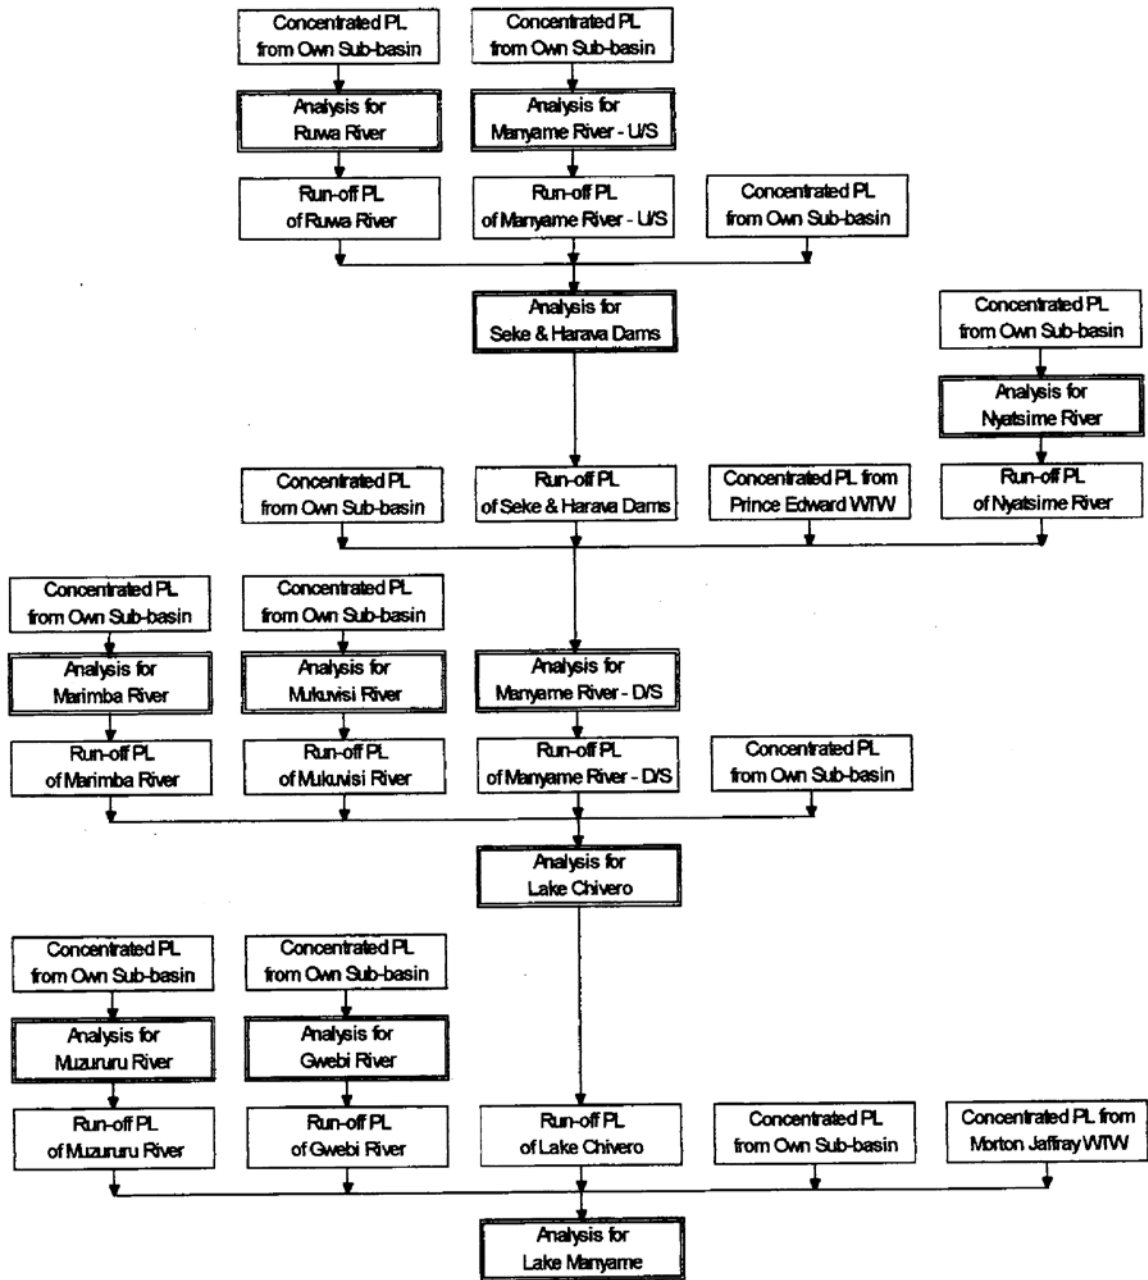 Concentrated PL
from Own Sub-basin
Concentrated PL
from Own Sub-basin
Analysis for
Ruwa River
Analysis for
Manyame River - U/S
Run-off PL
of Ruwa River
Run-off PL
of Manyame River - U/S
Concentrated PL
from Own Sub-basin
Analysis for
Seke & Harava Dams
Concentrated PL
from Own Sub-basin
Analysis for
Nyatsime River
Concentrated PL
from Own Sub-basin
Run-off PL
of Seke & Harava Dams
Concentrated PL from
Prince Edward WTW
Run-off PL
of Nyatsime River
Concentrated PL
from Own Sub-basin
Concentrated PL
from Own Sub-basin
Analysis for
Marimba River
Analysis for
Mukuvisi River
Analysis for
Manyame River - D/S
Run-off PL
of Marimba River
Run-off PL
of Mukuvisi River
Run-off PL
of Manyame River - D/S
Concentrated PL
from Own Sub-basin
Analysis for
Lake Chivero
Concentrated PL
from Own Sub-basin
Concentrated PL
from Own Sub-basin
Analysis for
Muzururu River
Analysis for
Gwebi River
Run-off PL
of Muzururu River
Run-off PL
of Gwebi River
Run-off PL
of Lake Chivero
Concentrated PL
from Own Sub-basin
Concentrated PL from
Morton Jaffray WTW
Analysis for
Lake Manyame